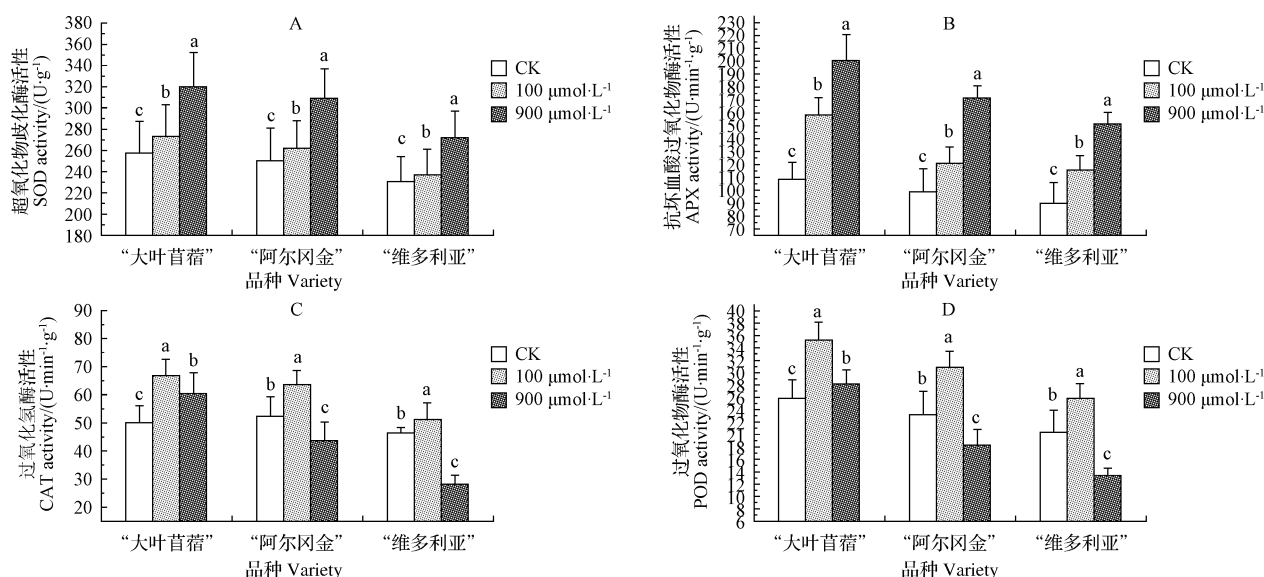 A
超氧化物歧化酶活性
SOD activity/(U·g⁻¹)
380
360
340
320
300
280
260
240
220
200
180
c
b
a
c
b
a
c
b
a
CK
100 μmol·L⁻¹
900 μmol·L⁻¹
“大叶苜蓿” “阿尔冈金” “维多利亚”
品种 Variety
B
抗坏血酸过氧化物酶活性
APX activity/(U·min⁻¹·g⁻¹)
230
220
210
200
190
180
170
160
150
140
130
120
110
100
90
80
70
c
b
a
c
b
a
c
b
a
CK
100 μmol·L⁻¹
900 μmol·L⁻¹
“大叶苜蓿” “阿尔冈金” “维多利亚”
品种 Variety
C
过氧化氢酶活性
CAT activity/(U·min⁻¹·g⁻¹)
90
80
70
60
50
40
30
20
c
a
b
b
a
c
b
a
c
CK
100 μmol·L⁻¹
900 μmol·L⁻¹
“大叶苜蓿” “阿尔冈金” “维多利亚”
品种 Variety
D
过氧化物酶活性
POD activity/(U·min⁻¹·g⁻¹)
40
38
36
34
32
30
28
26
24
18
14
12
10
8
6
c
a
b
b
a
c
b
a
c
CK
100 μmol·L⁻¹
900 μmol·L⁻¹
“大叶苜蓿” “阿尔冈金” “维多利亚”
品种 Variety